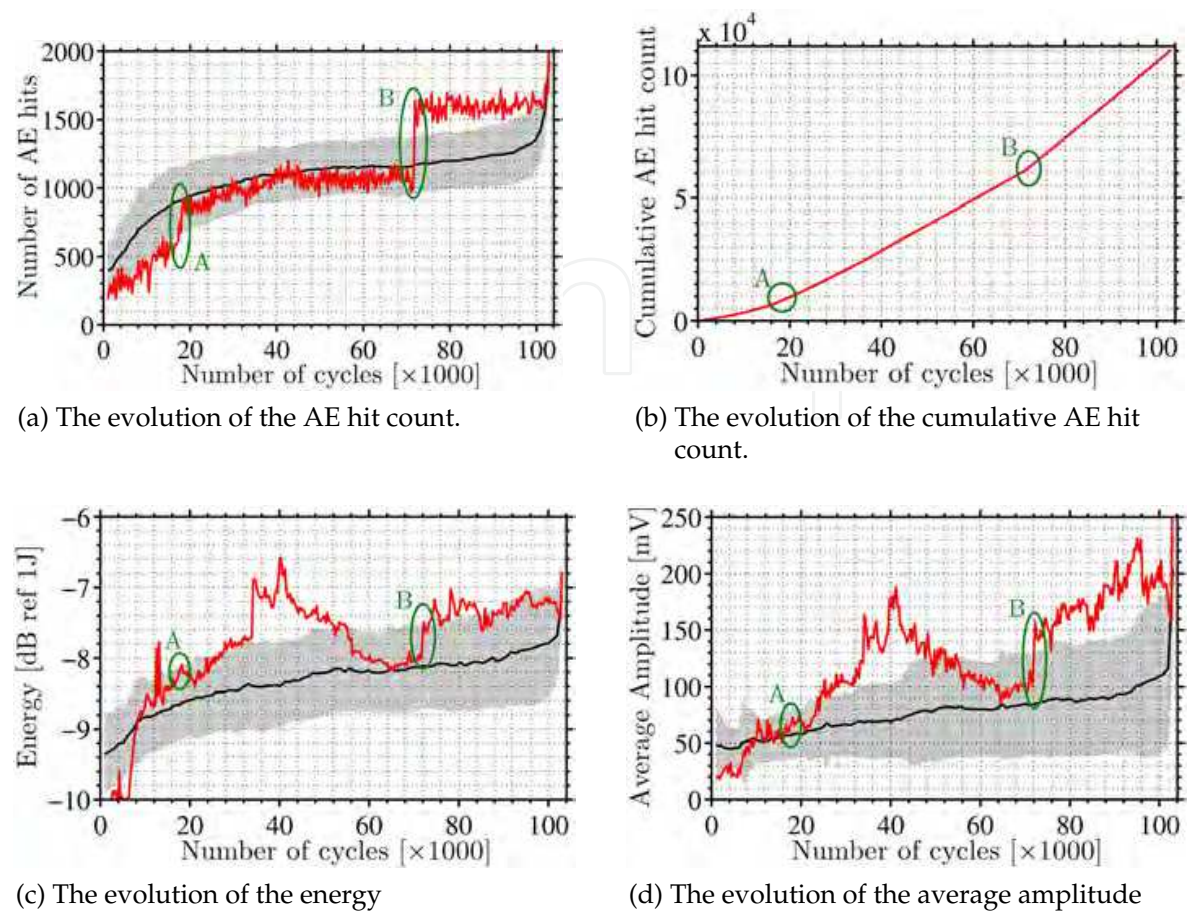 2000
1500
1000
500
0
Number of AE hits
A
B
0 20 40 60 80 100
Number of cycles [×1000]
(a) The evolution of the AE hit count.
x 10⁴
10
5
0
Cumulative AE hit count
A
B
0 20 40 60 80 100
Number of cycles [×1000]
(b) The evolution of the cumulative AE hit
count.
−6
−7
−8
−9
−10
Energy [dB ref 1J]
A
B
0 20 40 60 80 100
Number of cycles [×1000]
(c) The evolution of the energy
250
200
150
100
50
0
Average Amplitude [mV]
A
B
0 20 40 60 80 100
Number of cycles [×1000]
(d) The evolution of the average amplitude